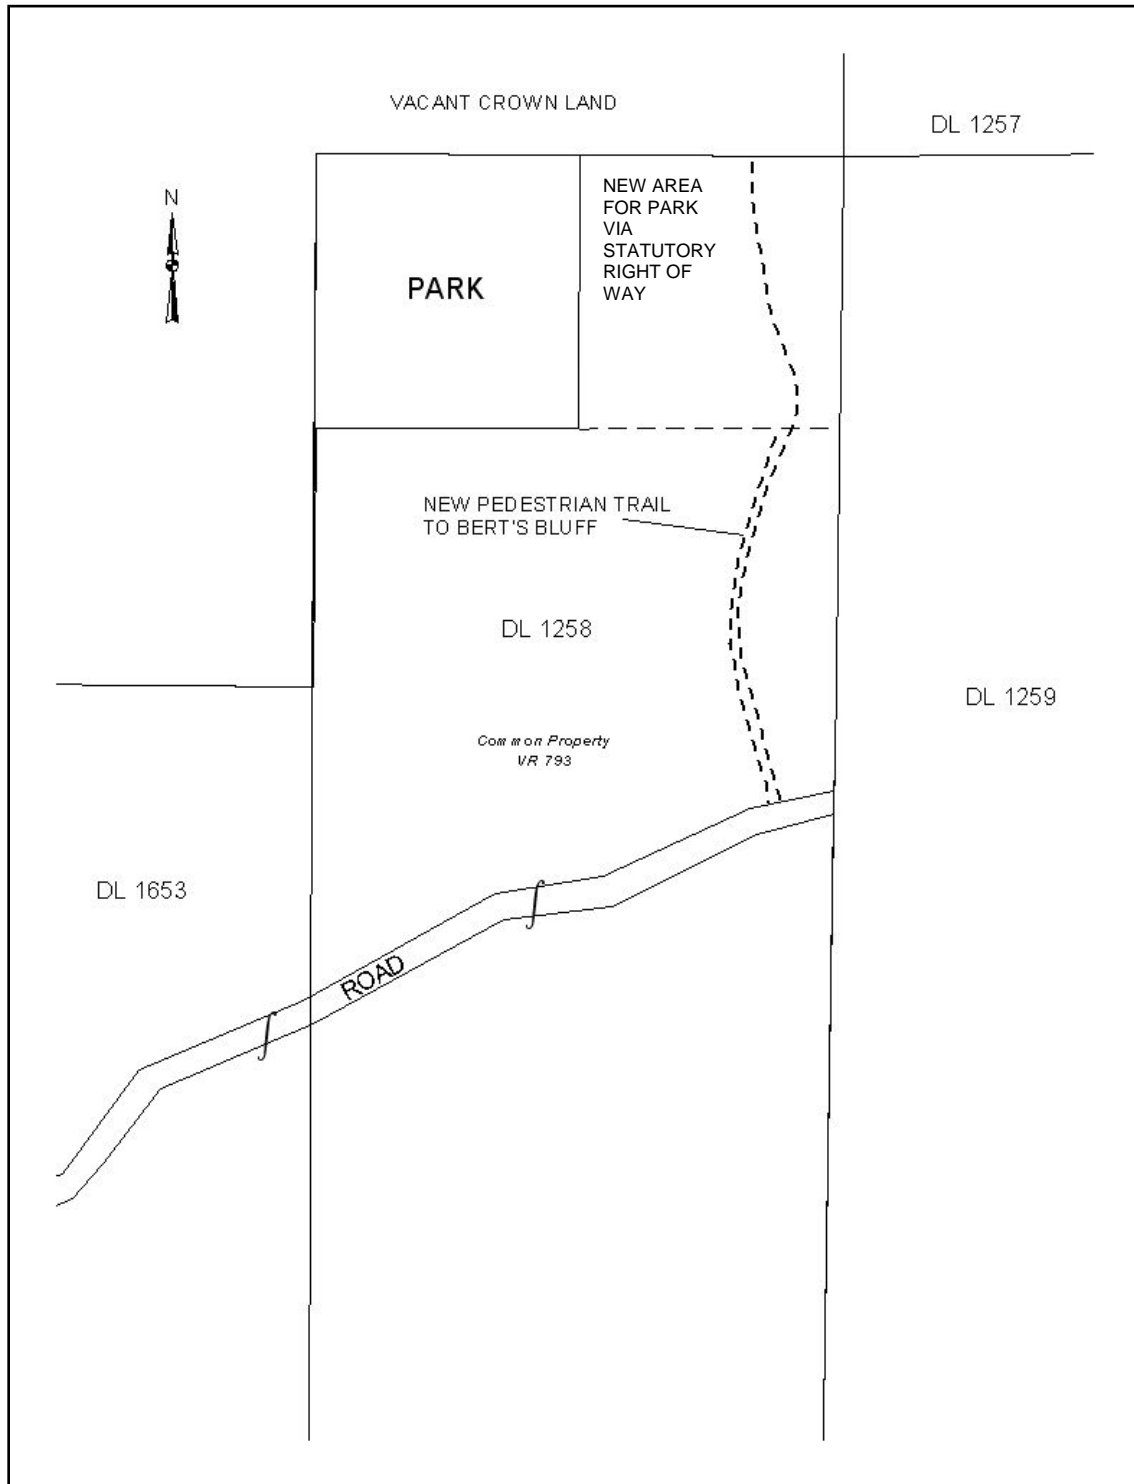 VACANT CROWN LAND
DL 1257
N
NEW AREA
FOR PARK
VIA
STATUTORY
RIGHT OF
WAY
PARK
NEW PEDESTRIAN TRAIL
TO BERT'S BLUFF
DL 1258
DL 1259
Common Property
VR 793
DL 1653
ROAD